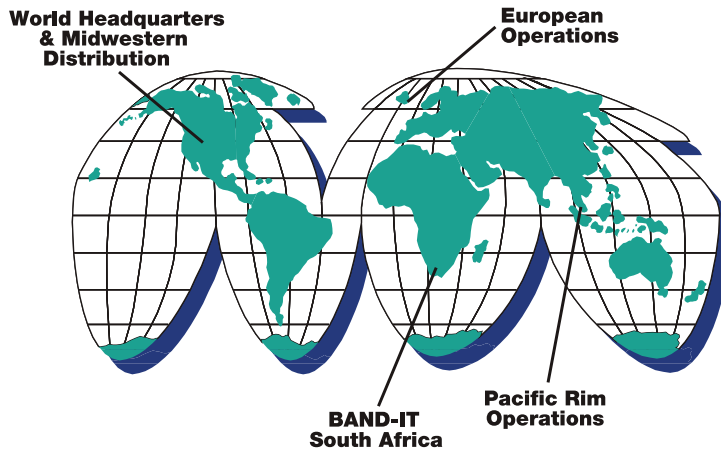 World Headquarters
& Midwestern
Distribution
European
Operations
BAND-IT
South Africa
Pacific Rim
Operations